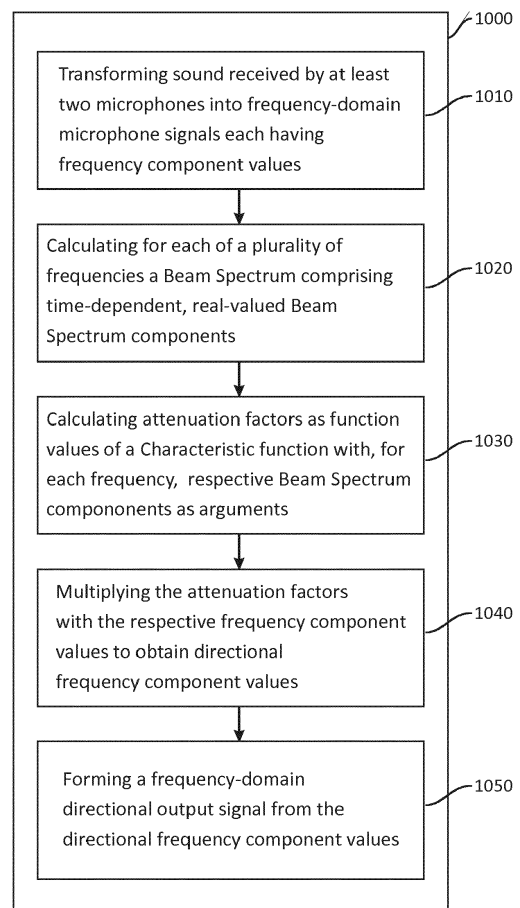 1000
Transforming sound received by at least
two microphones into frequency-domain
microphone signals each having
frequency component values
1010
Calculating for each of a plurality of
frequencies a Beam Spectrum comprising
time-dependent, real-valued Beam
Spectrum components
1020
Calculating attenuation factors as function
values of a Characteristic function with, for
each frequency, respective Beam Spectrum
compononents as arguments
1030
Multiplying the attenuation factors
with the respective frequency component
values to obtain directional
frequency component values
1040
Forming a frequency-domain
directional output signal from the
directional frequency component values
1050